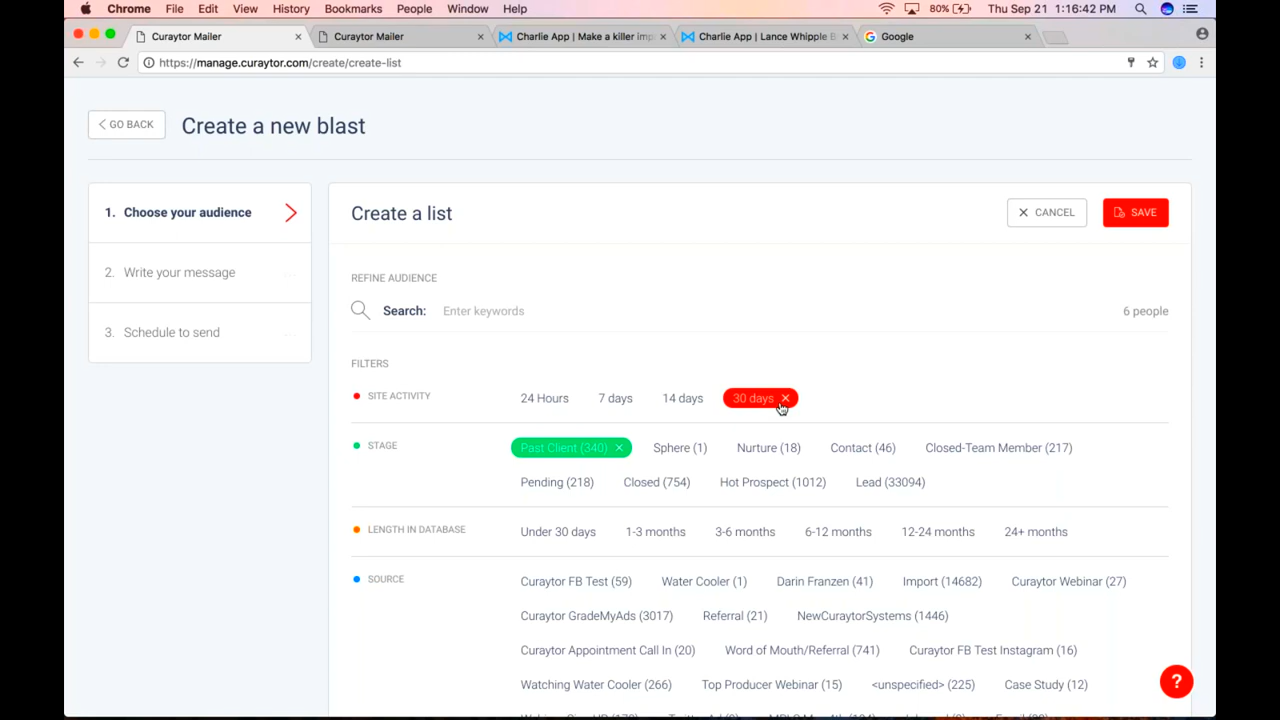 Chrome File Edit View History Bookmarks People Window Help 80% Thu Sep 21 1:16:42 PM
Curaytor Mailer Curaytor Mailer Charlie App | Make a killer imp Charlie App | Lance Whipple B Google
https://manage.curaytor.com/create/create-list
GO BACK Create a new blast
1. Choose your audience
2. Write your message
3. Schedule to send
Create a list CANCEL SAVE
REFINE AUDIENCE
Search: Enter keywords 6 people
FILTERS
SITE ACTIVITY 24 Hours 7 days 14 days 30 days
STAGE Past Client (340) Sphere (1) Nurture (18) Contact (46) Closed-Team Member (217)
Pending (218) Closed (754) Hot Prospect (1012) Lead (33094)
LENGTH IN DATABASE Under 30 days 1-3 months 3-6 months 6-12 months 12-24 months 24+ months
SOURCE Curaytor FB Test (59) Water Cooler (1) Darin Franzen (41) Import (14682) Curaytor Webinar (27)
Curaytor GradeMyAds (3017) Referral (21) NewCuraytorSystems (1446)
Curaytor Appointment Call In (20) Word of Mouth/Referral (741) Curaytor FB Test Instagram (16)
Watching Water Cooler (266) Top Producer Webinar (15) <unspecified> (225) Case Study (12)
?